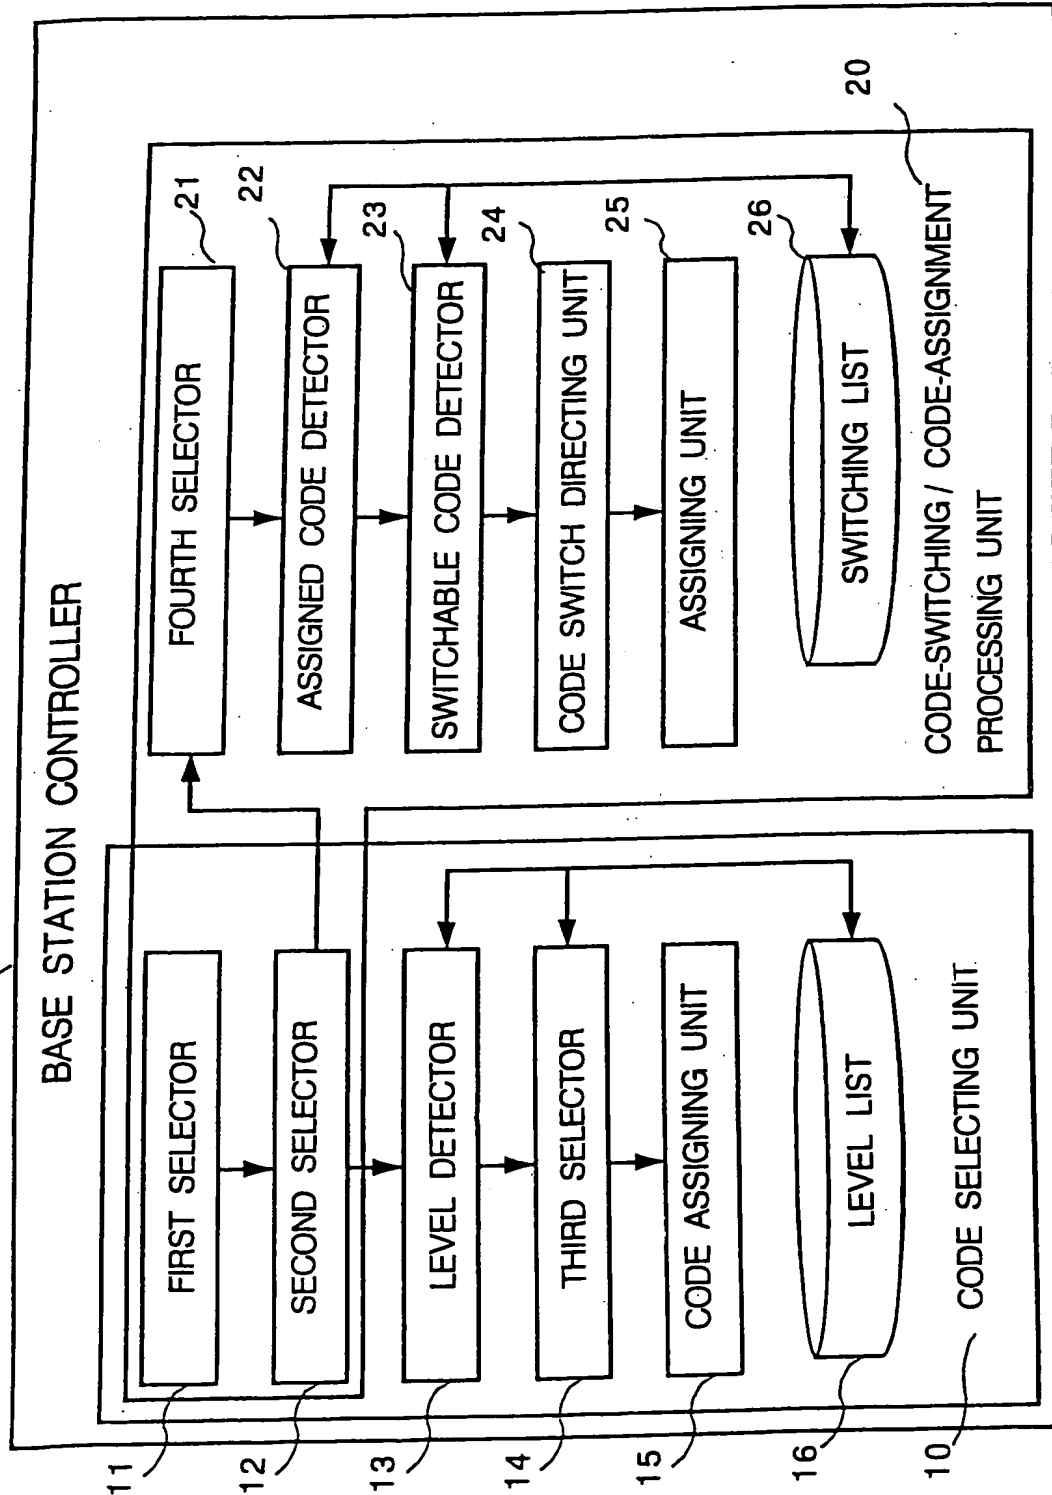 BASE STATION CONTROLLER
11
FIRST SELECTOR
12
SECOND SELECTOR
13
LEVEL DETECTOR
14
THIRD SELECTOR
15
CODE ASSIGNING UNIT
16
LEVEL LIST
10
CODE SELECTING UNIT
FOURTH SELECTOR
21
ASSIGNED CODE DETECTOR
22
SWITCHABLE CODE DETECTOR
23
CODE SWITCH DIRECTING UNIT
24
ASSIGNING UNIT
25
SWITCHING LIST
26
CODE-SWITCHING / CODE-ASSIGNMENT
PROCESSING UNIT
20